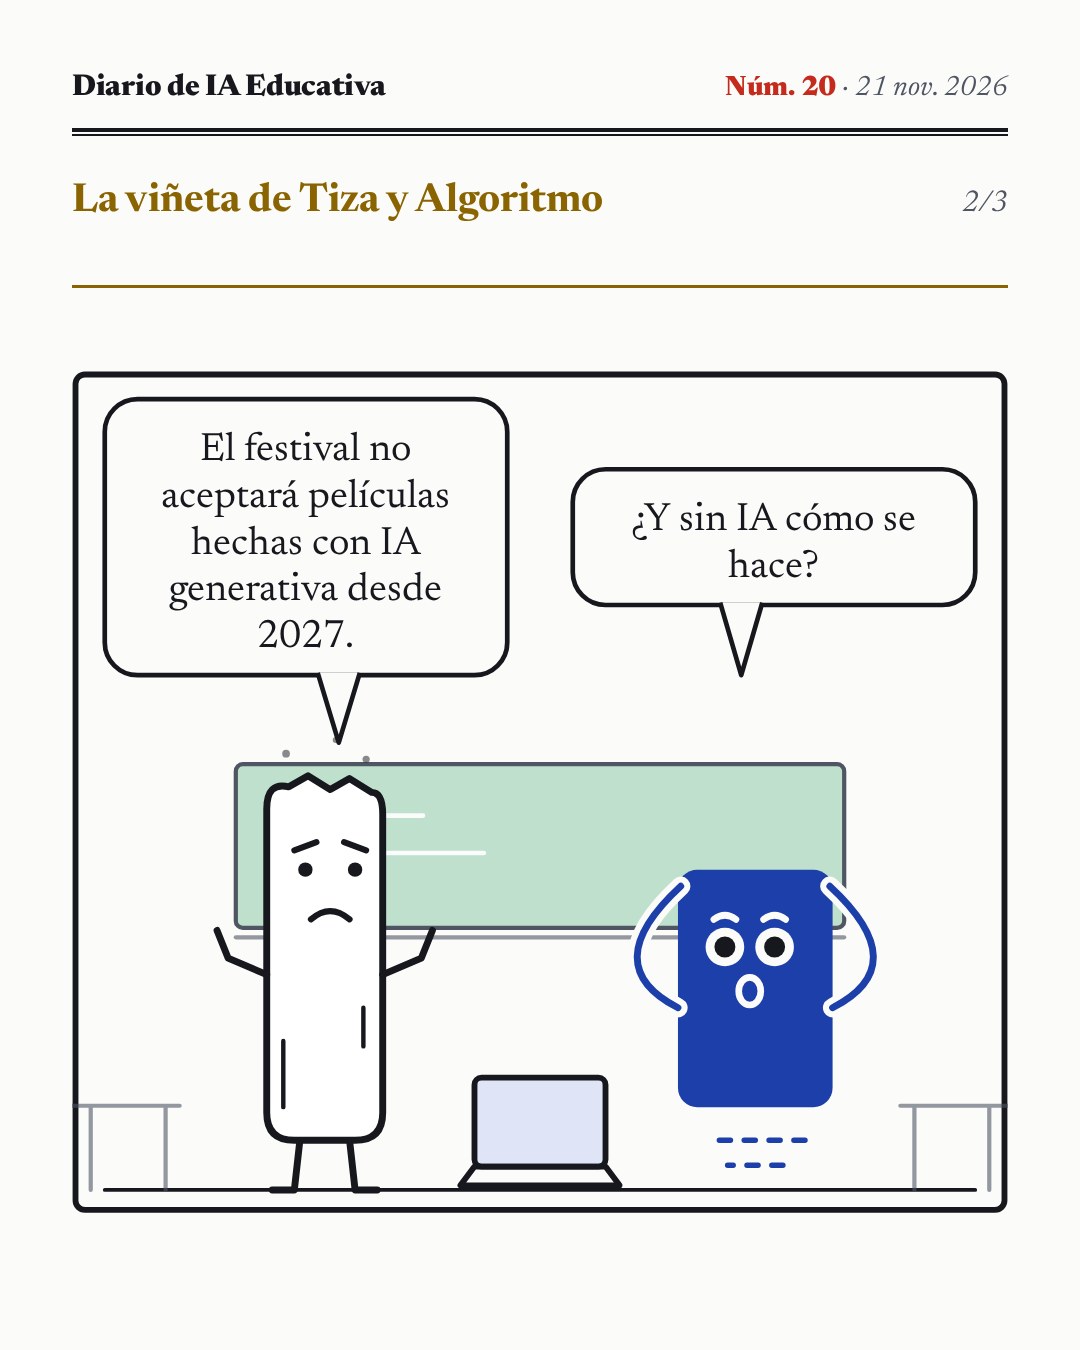 Diario de IA Educativa
Núm. 20 · 21 nov. 2026
La viñeta de Tiza y Algoritmo
2/3
El festival no
aceptará películas
hechas con IA
generativa desde
2027.
¿Y sin IA cómo se
hace?